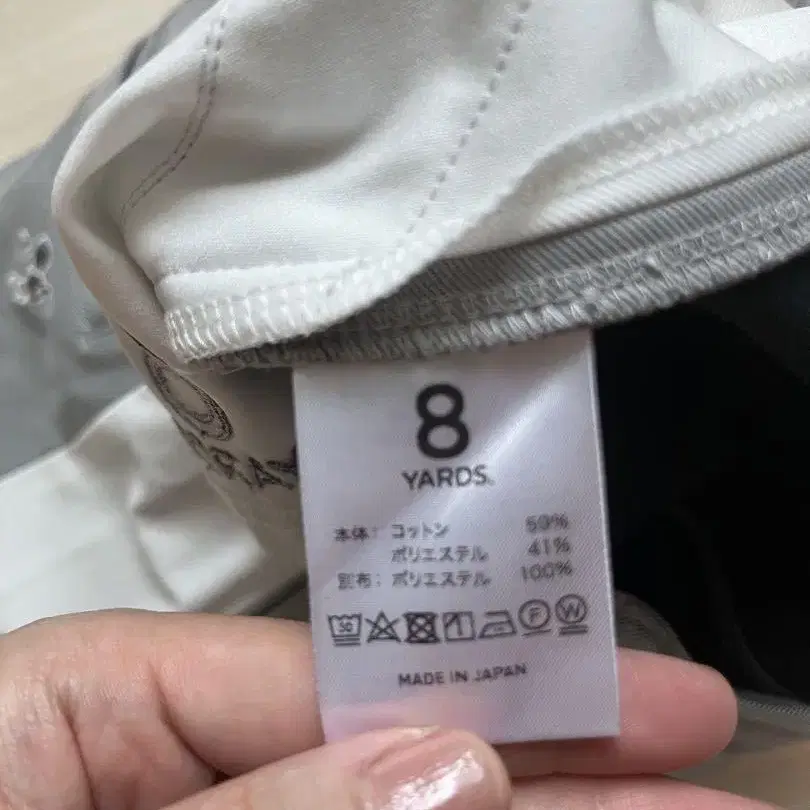 8
YARDS.
本体: コットン 59%
ポリエステル 41%
別布: ポリエステル 100%
30 F W
MADE IN JAPAN